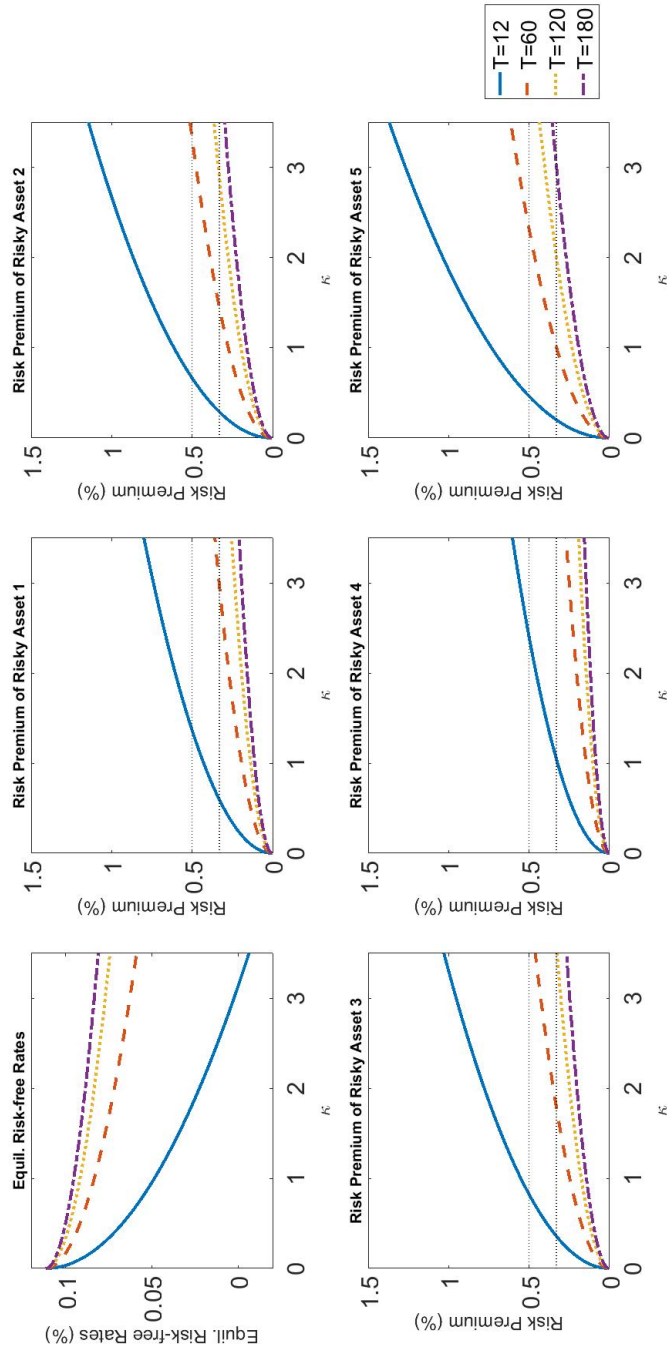 Equil. Risk-free Rates
Equil. Risk-free Rates (%)
0.1
0.05
0
0 1 2 3
κ
Risk Premium of Risky Asset 1
Risk Premium (%)
1.5
1
0.5
0
0 1 2 3
κ
Risk Premium of Risky Asset 2
Risk Premium (%)
1.5
1
0.5
0
0 1 2 3
κ
Risk Premium of Risky Asset 3
Risk Premium (%)
1.5
1
0.5
0
0 1 2 3
κ
Risk Premium of Risky Asset 4
Risk Premium (%)
1.5
1
0.5
0
0 1 2 3
κ
Risk Premium of Risky Asset 5
Risk Premium (%)
1.5
1
0.5
0
0 1 2 3
κ
T=12
T=60
T=120
T=180